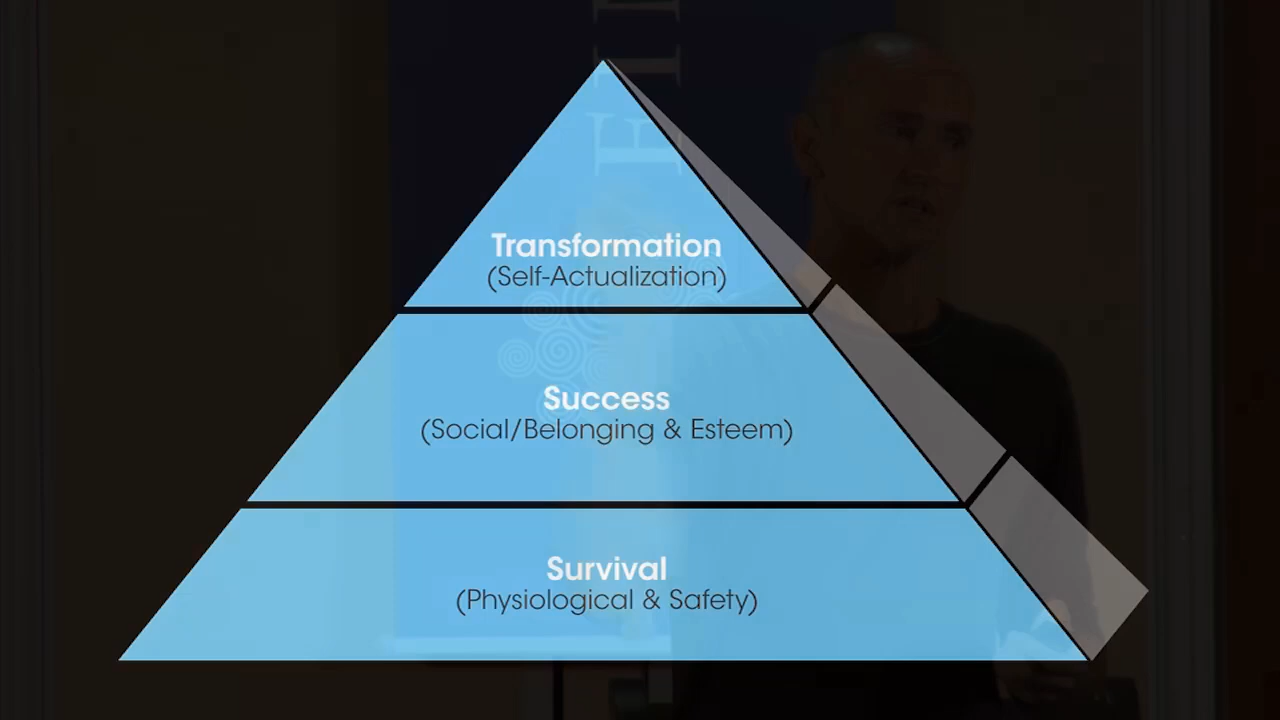 Transformation
(Self-Actualization)
Success
(Social/Belonging & Esteem)
Survival
(Physiological & Safety)